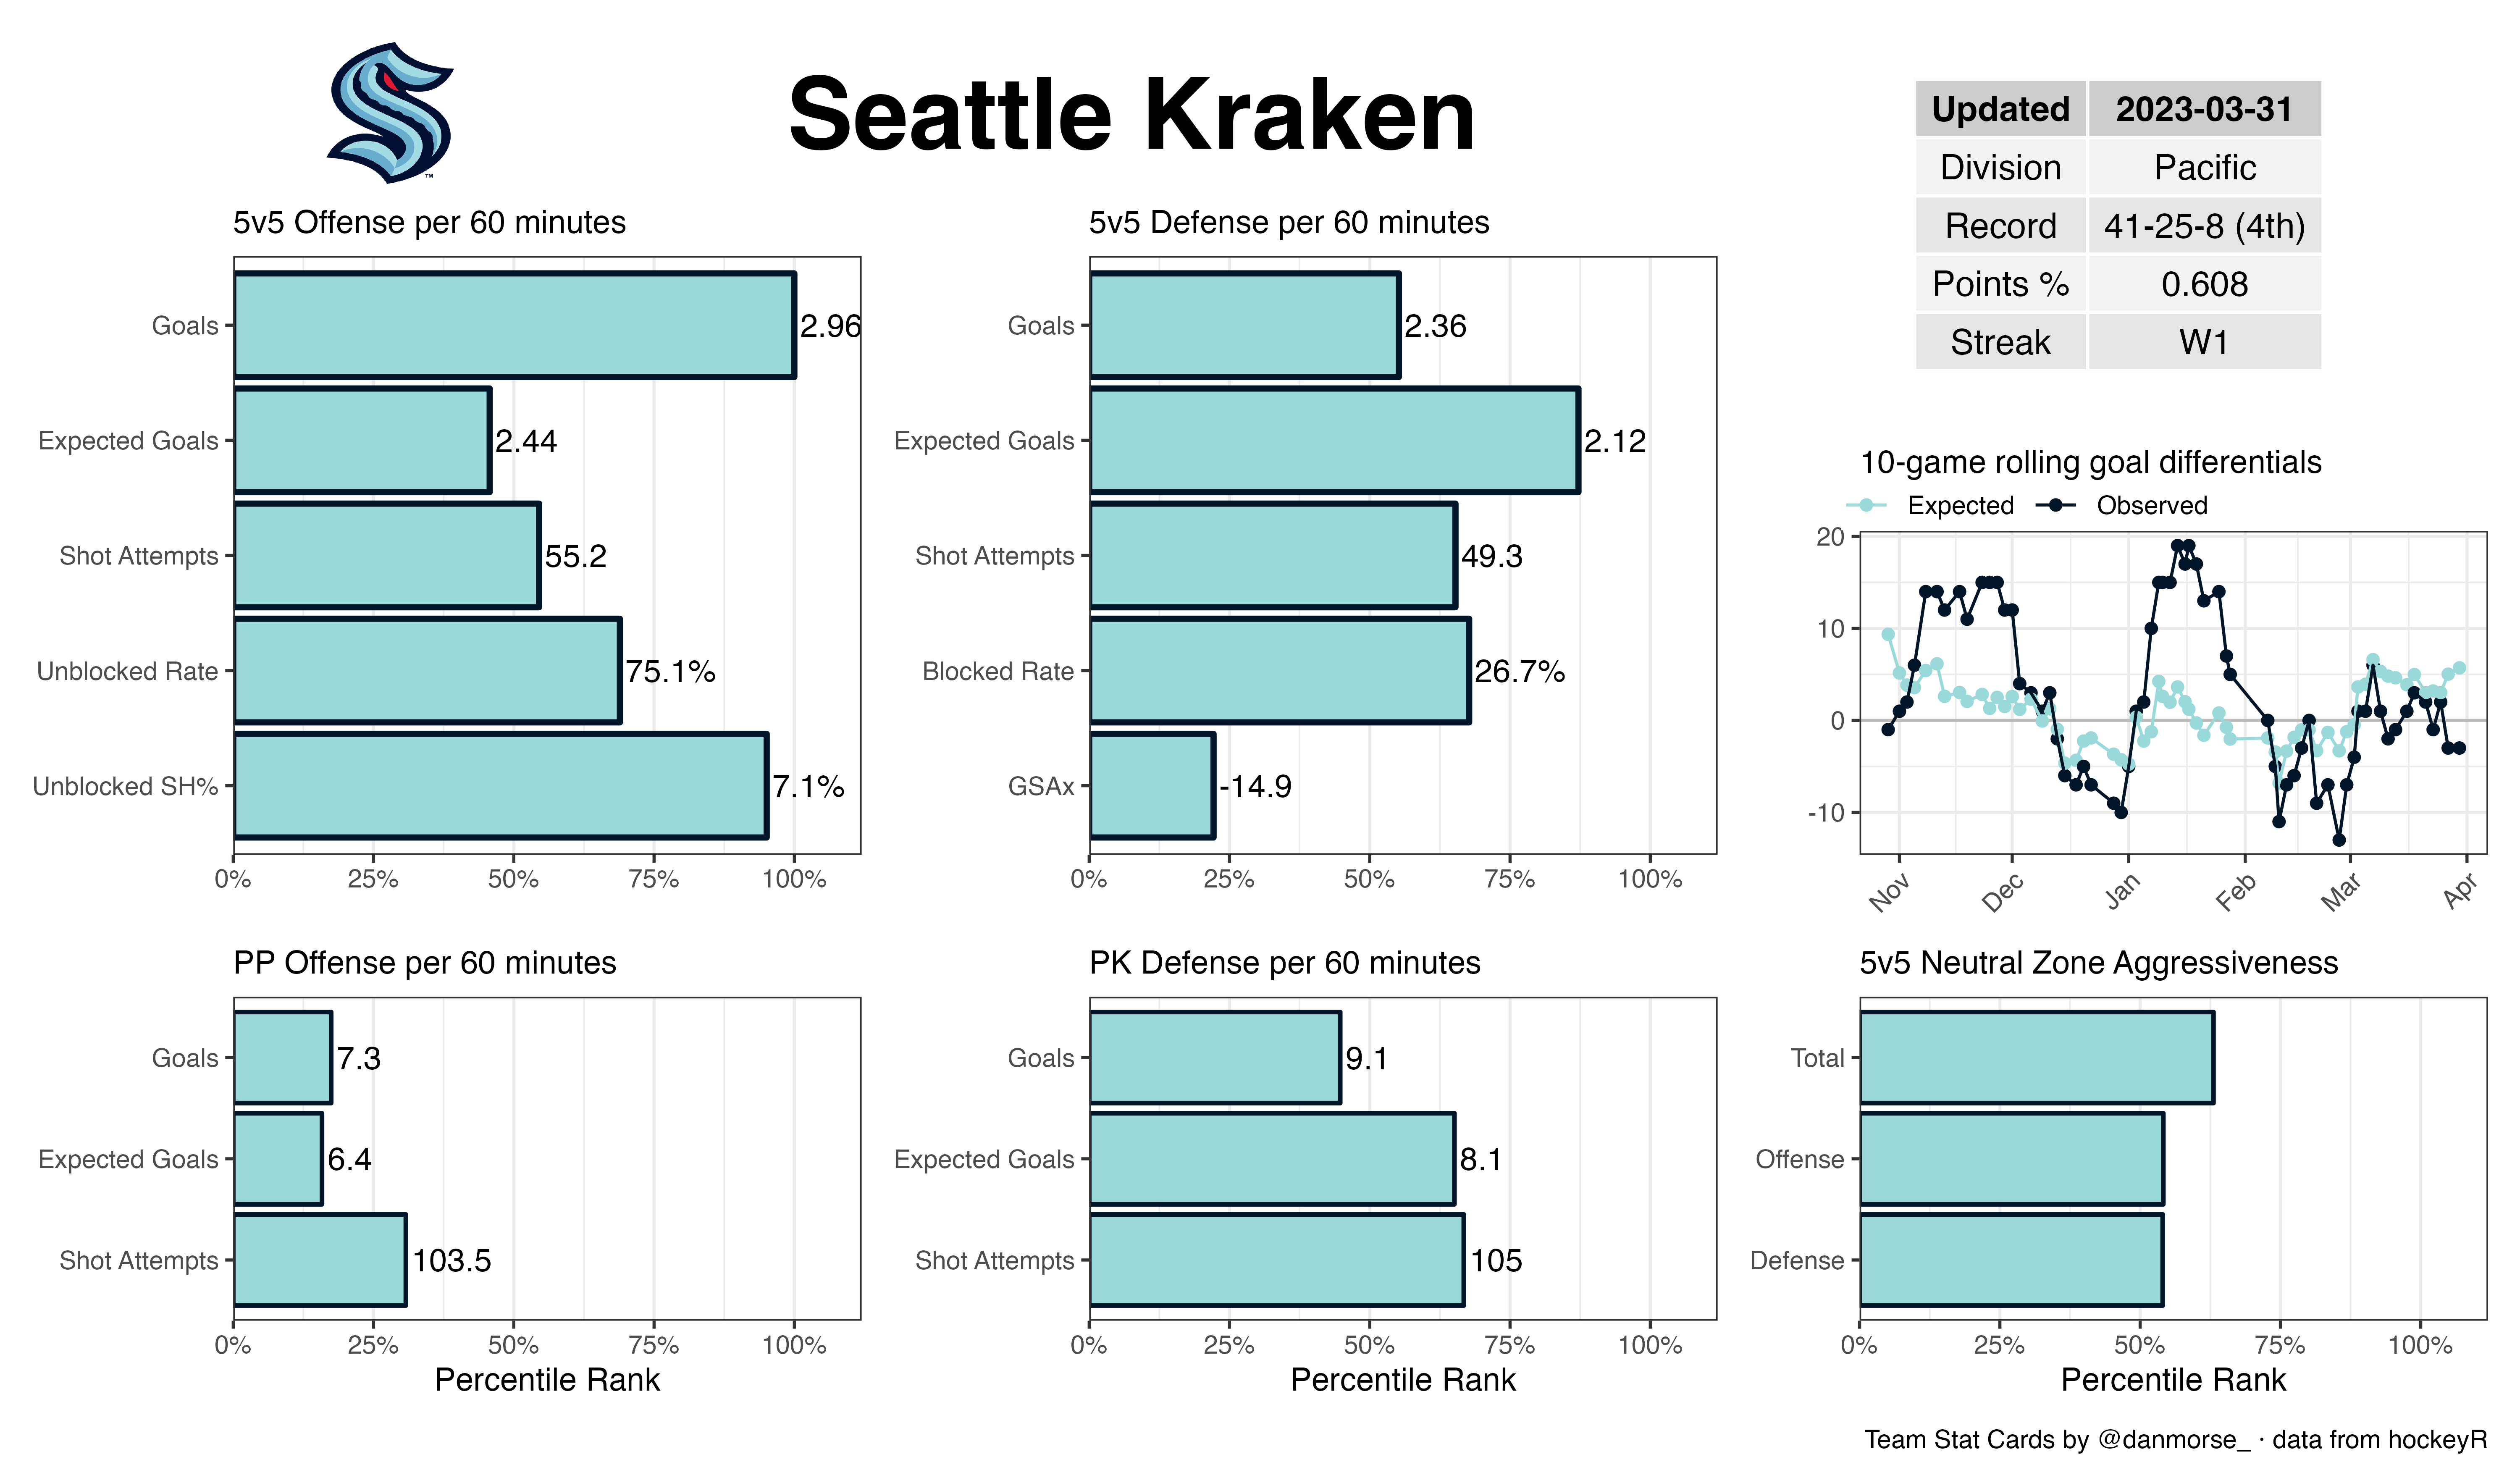 Seattle Kraken
Updated 2023-03-31
Division Pacific
Record 41-25-8 (4th)
Points % 0.608
Streak W1
5v5 Offense per 60 minutes
Goals 2.96
Expected Goals 2.44
Shot Attempts 55.2
Unblocked Rate 75.1%
Unblocked SH% 7.1%
0% 25% 50% 75% 100%
5v5 Defense per 60 minutes
Goals 2.36
Expected Goals 2.12
Shot Attempts 49.3
Blocked Rate 26.7%
GSAx -14.9
0% 25% 50% 75% 100%
10-game rolling goal differentials
Expected Observed
20
10
0
-10
Nov Dec Jan Feb Mar Apr
PP Offense per 60 minutes
Goals 7.3
Expected Goals 6.4
Shot Attempts 103.5
0% 25% 50% 75% 100%
Percentile Rank
PK Defense per 60 minutes
Goals 9.1
Expected Goals 8.1
Shot Attempts 105
0% 25% 50% 75% 100%
Percentile Rank
5v5 Neutral Zone Aggressiveness
Total
Offense
Defense
0% 25% 50% 75% 100%
Percentile Rank
Team Stat Cards by @danmorse_ · data from hockeyR